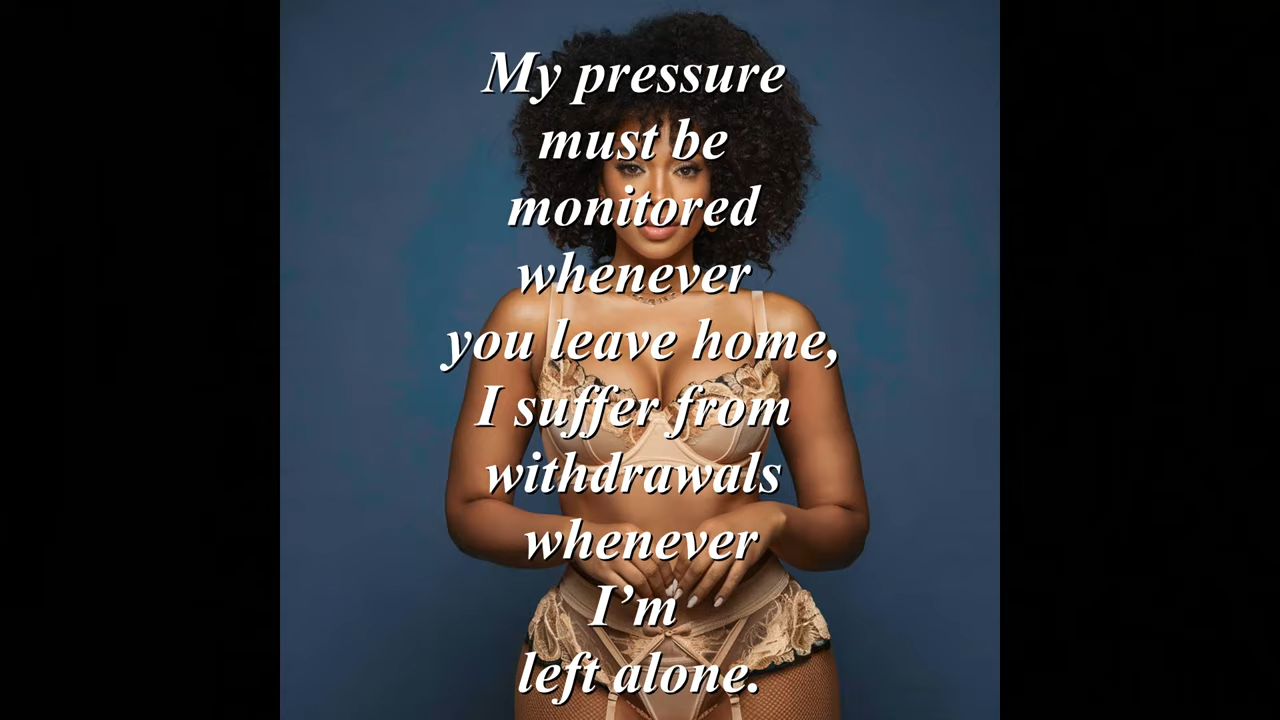 My pressure
must be
monitored
whenever
you leave home,
I suffer from
withdrawals
whenever
I’m
left alone.